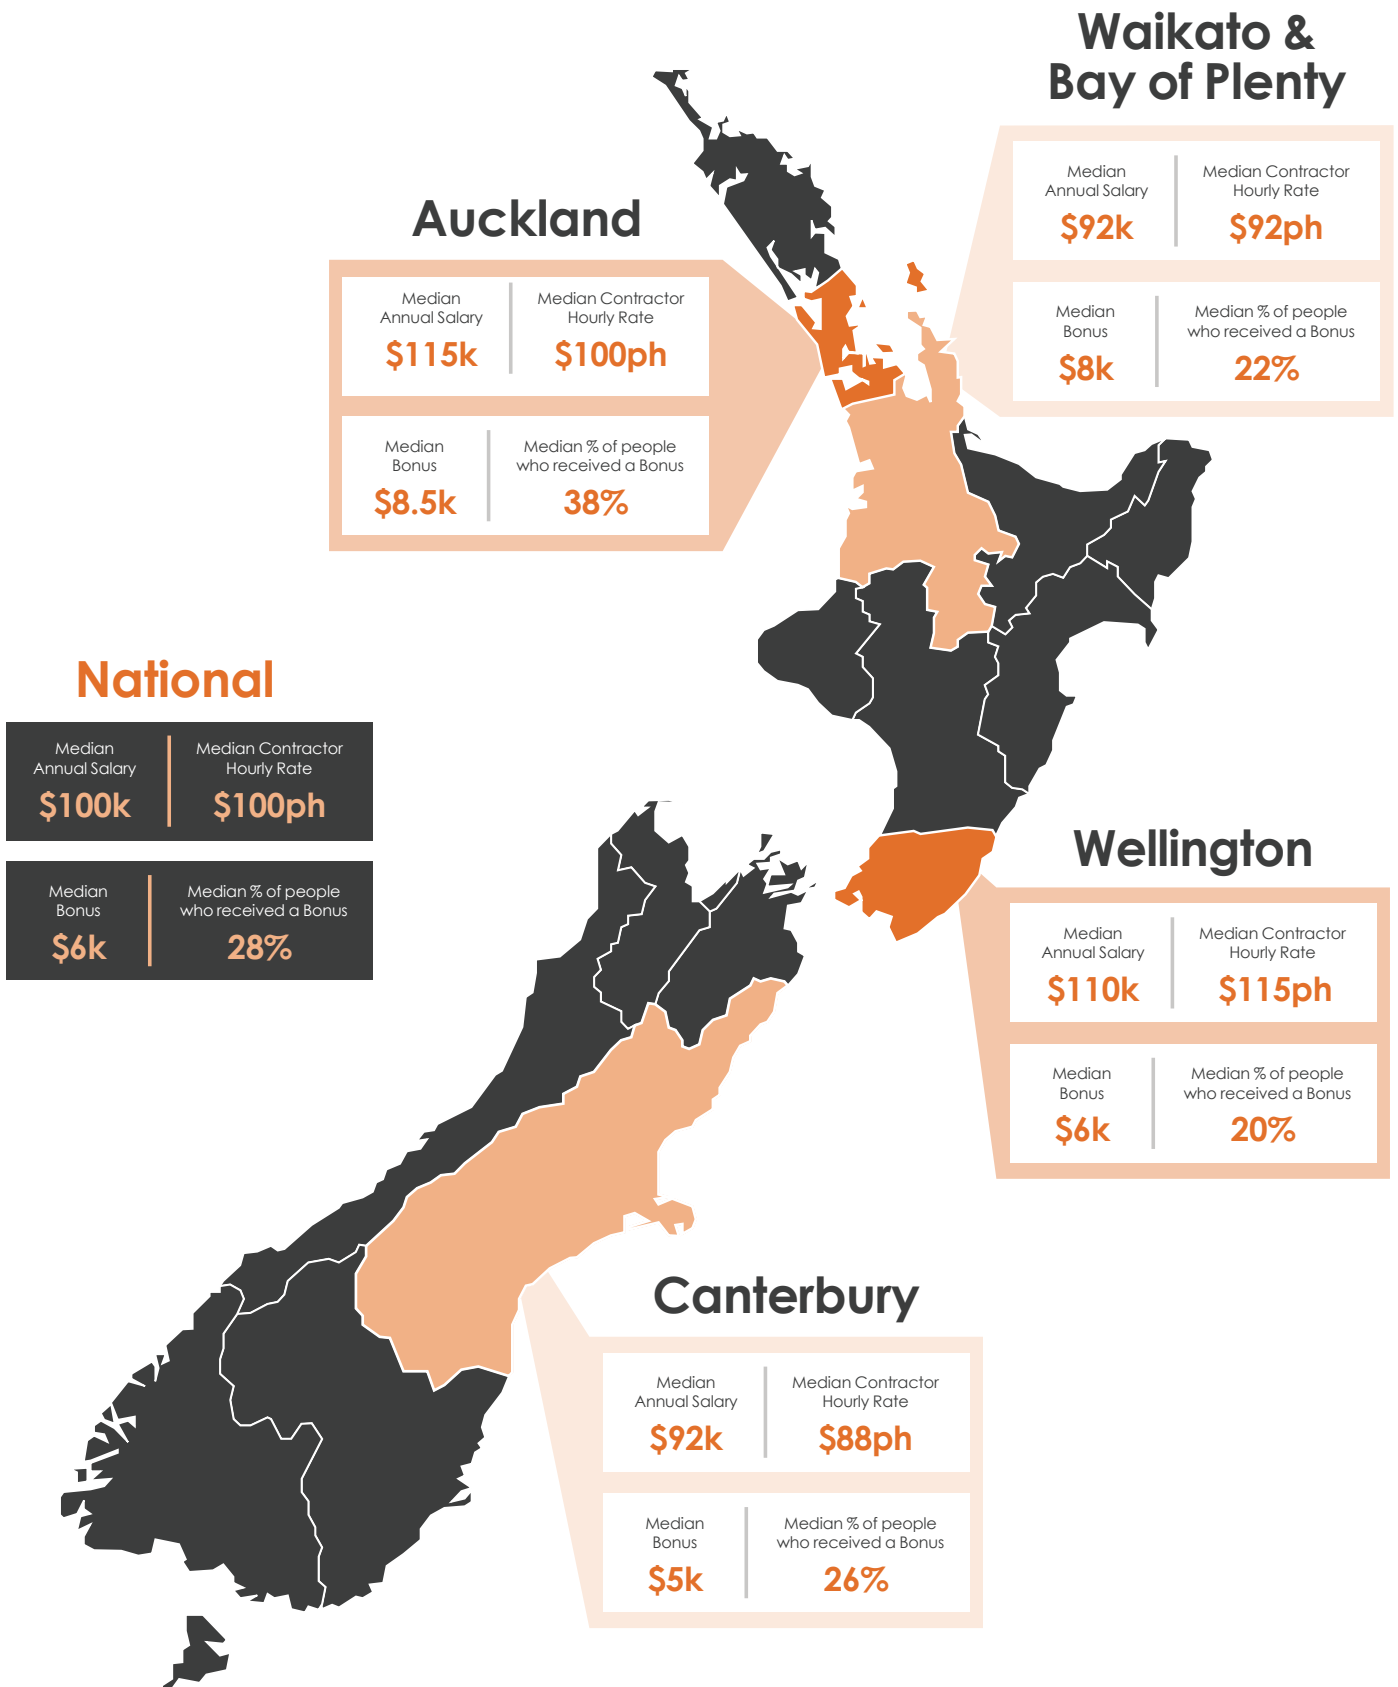 Waikato &
Bay of Plenty
Median
Annual Salary
$92k
Median Contractor
Hourly Rate
$92ph
Median
Bonus
$8k
Median % of people
who received a Bonus
22%
Auckland
Median
Annual Salary
$115k
Median Contractor
Hourly Rate
$100ph
Median
Bonus
$8.5k
Median % of people
who received a Bonus
38%
National
Median
Annual Salary
$100k
Median Contractor
Hourly Rate
$100ph
Median
Bonus
$6k
Median % of people
who received a Bonus
28%
Wellington
Median
Annual Salary
$110k
Median Contractor
Hourly Rate
$115ph
Median
Bonus
$6k
Median % of people
who received a Bonus
20%
Canterbury
Median
Annual Salary
$92k
Median Contractor
Hourly Rate
$88ph
Median
Bonus
$5k
Median % of people
who received a Bonus
26%